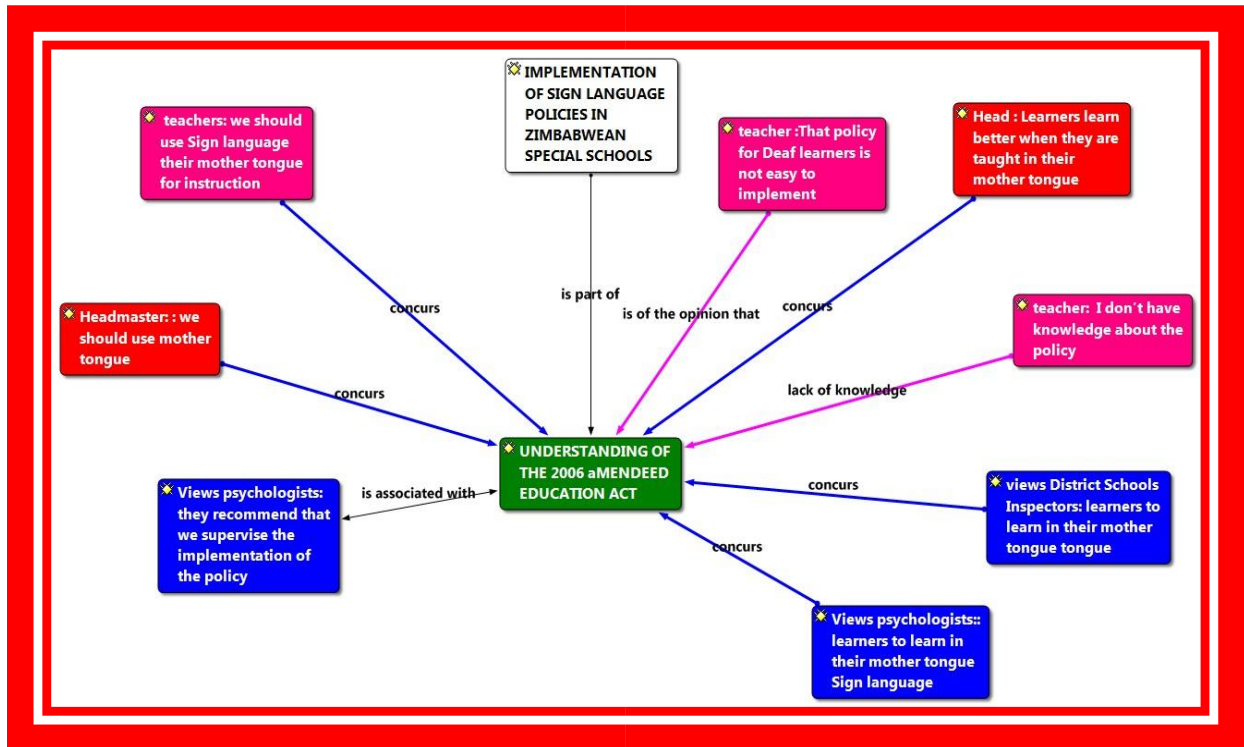 IMPLEMENTATION
OF SIGN LANGUAGE
POLICIES IN
ZIMBABWEAN
SPECIAL SCHOOLS
teachers: we should
use Sign language
their mother tongue
for instruction
teacher :That policy
for Deaf learners is
not easy to
implement
Head : Learners learn
better when they are
taught in their
mother tongue
concurs
is part of
is of the opinion that
concurs
Headmaster: : we
should use mother
tongue
teacher:  I don't have
knowledge about the
policy
concurs
lack of knowledge
UNDERSTANDING OF
THE 2006 aMENDEED
EDUCATION ACT
Views psychologists:
they recommend that
we supervise the
implementation of
the policy
is associated with
concurs
views District Schools
Inspectors: learners to
learn in their mother
tongue tongue
concurs
Views psychologists::
learners to learn in
their mother tongue
Sign language